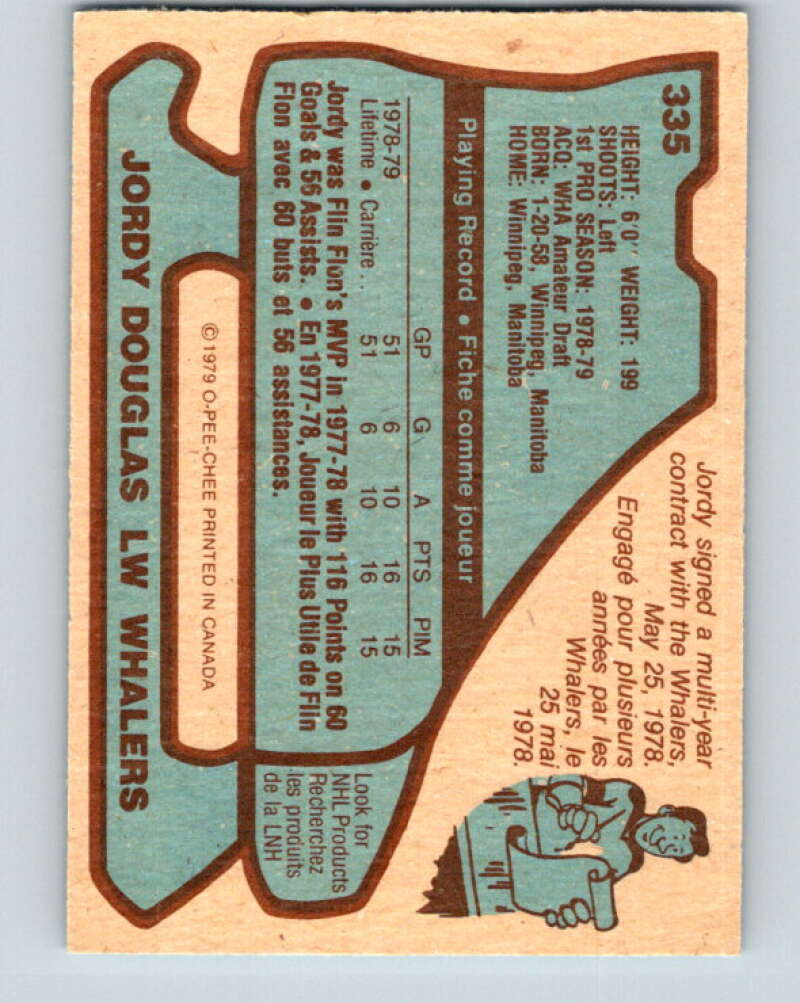 335
HEIGHT: 6'0" WEIGHT: 199
SHOOTS: Left
1st PRO SEASON: 1978-79
ACQ: WHA Amateur Draft
BORN: 1-20-58, Winnipeg, Manitoba
HOME: Winnipeg, Manitoba
Jordy signed a multi-year
contract with the Whalers,
May 25, 1978.
Engagé pour plusieurs
années par les
Whalers, le
25 mai
1978.
Playing Record • Fiche comme joueur
GP G A PTS PIM
1978-79 51 6 10 16 15
Lifetime • Carrière . . 51 6 10 16 15
Jordy was Flin Flon's MVP in 1977-78 with 116 Points on 60
Goals & 56 Assists. • En 1977-78, Joueur le Plus Utile de Flin
Flon avec 60 buts et 56 assistances.
Look for
NHL Products
Recherchez
les produits
de la LNH
©1979 O-PEE-CHEE PRINTED IN CANADA
JORDY DOUGLAS LW WHALERS